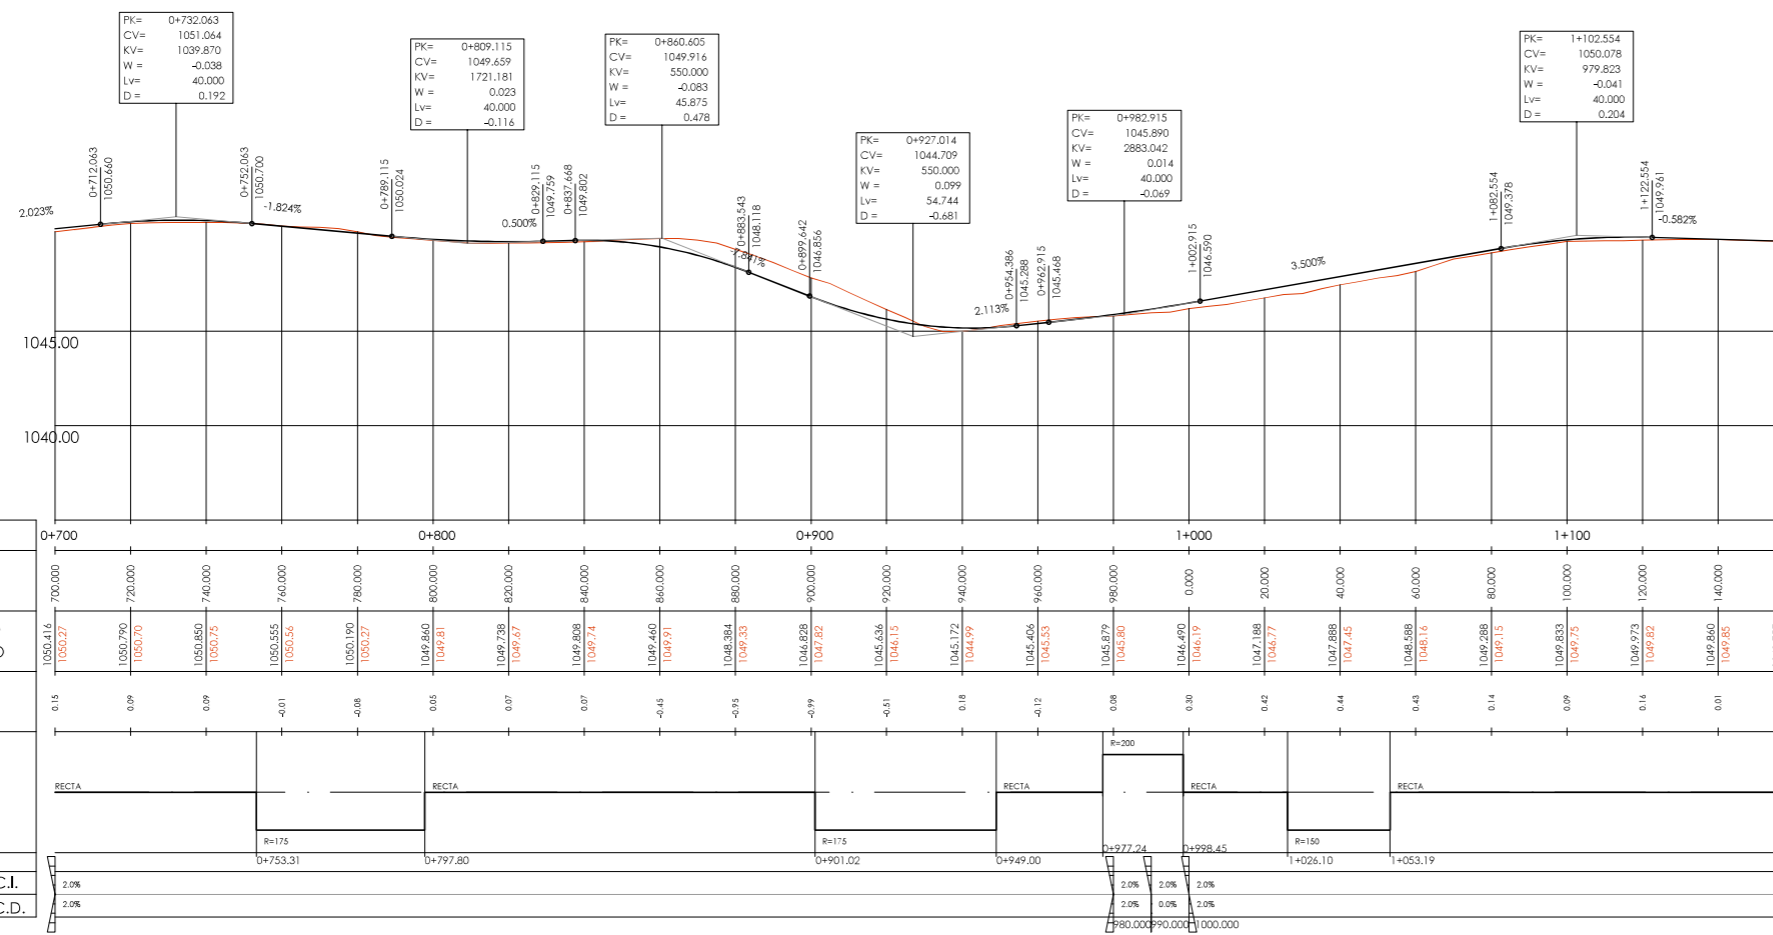 PK= 0+732.063
CV= 1051.064
KV= 1039.870
W = -0.038
Lv= 40.000
D = 0.192
PK= 0+809.115
CV= 1049.659
KV= 1721.181
W = 0.023
Lv= 40.000
D = -0.116
PK= 0+860.605
CV= 1049.916
KV= 550.000
W = -0.083
Lv= 45.875
D = 0.478
PK= 0+927.014
CV= 1044.709
KV= 550.000
W = 0.099
Lv= 54.744
D = -0.681
PK= 0+982.915
CV= 1045.890
KV= 2883.042
W = 0.014
Lv= 40.000
D = -0.069
PK= 1+102.554
CV= 1050.078
KV= 979.823
W = -0.041
Lv= 40.000
D = 0.204
2.023%
0+712.063
1050.660
0+752.063
1050.700
-1.824%
0+789.115
1050.024
0.500%
0+829.115
1049.759
0+837.668
1049.802
-7.841%
0+883.543
1048.118
0+899.642
1046.856
2.113%
0+954.386
1045.288
0+962.915
1045.468
1+002.915
1046.590
3.500%
1+082.554
1049.378
1+122.554
1049.961
-0.582%
1045.00
1040.00
0+700 0+800 0+900 1+000 1+100
700.000 720.000 740.000 760.000 780.000 800.000 820.000 840.000 860.000 880.000 900.000 920.000 940.000 960.000 980.000 0.000 20.000 40.000 60.000 80.000 100.000 120.000 140.000
1050.416 1050.790 1050.850 1050.555 1050.190 1049.860 1049.738 1049.808 1049.460 1048.384 1046.828 1045.636 1045.172 1045.406 1045.879 1046.490 1047.188 1047.888 1048.588 1049.288 1049.833 1049.973 1049.860
1050.27 1050.70 1050.75 1050.56 1050.27 1049.81 1049.67 1049.74 1049.91 1049.33 1047.82 1046.15 1044.99 1045.53 1045.80 1046.19 1046.77 1047.45 1048.16 1049.15 1049.75 1049.82 1049.85
0.15 0.09 0.09 -0.01 -0.08 0.05 0.07 0.07 -0.45 -0.95 -0.99 -0.51 0.18 -0.12 0.08 0.30 0.42 0.44 0.43 0.14 0.09 0.16 0.01
R=200
RECTA RECTA RECTA RECTA RECTA
R=175 R=175 R=150
0+977.24 0+998.45
0+753.31 0+797.80 0+901.02 0+949.00 1+026.10 1+053.19
C.I. 2.0% 2.0% 2.0% 2.0%
C.D. 2.0% 2.0% 0.0% 2.0%
980.000 990.000 1000.000